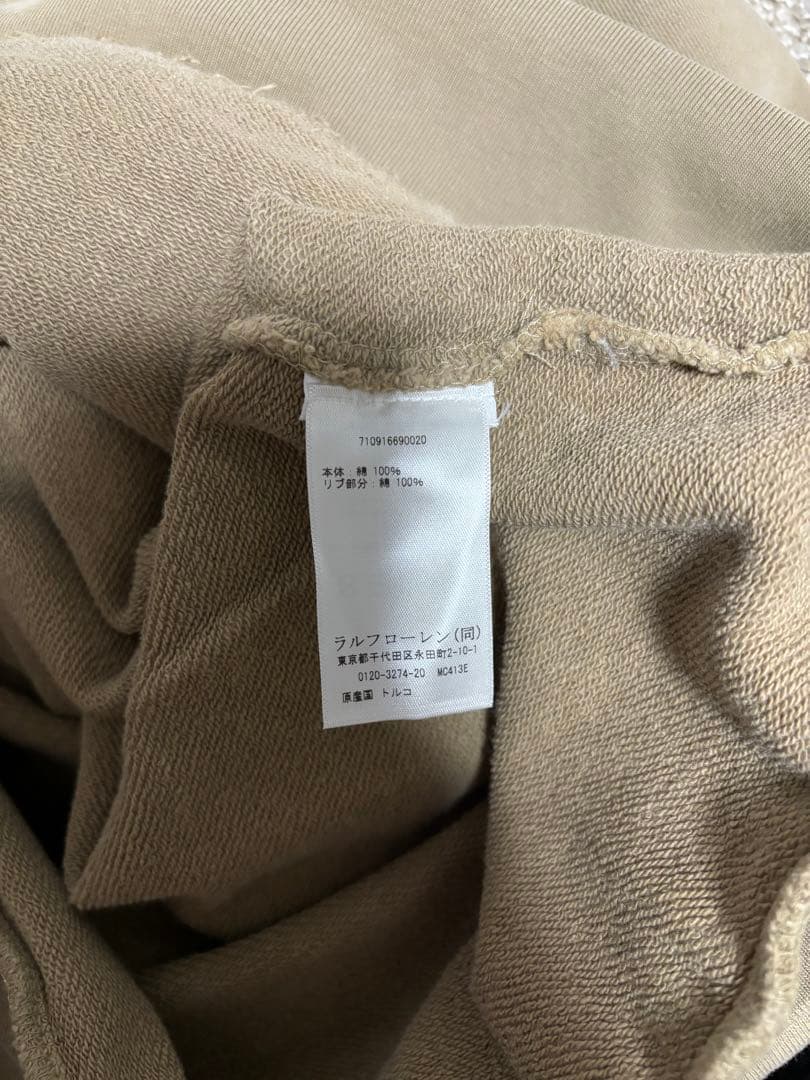 710916690020
本体：綿 100%
リブ部分：綿 100%
ラルフローレン(同)
東京都千代田区永田町2-10-1
0120-3274-20 MC413E
原産国 トルコ